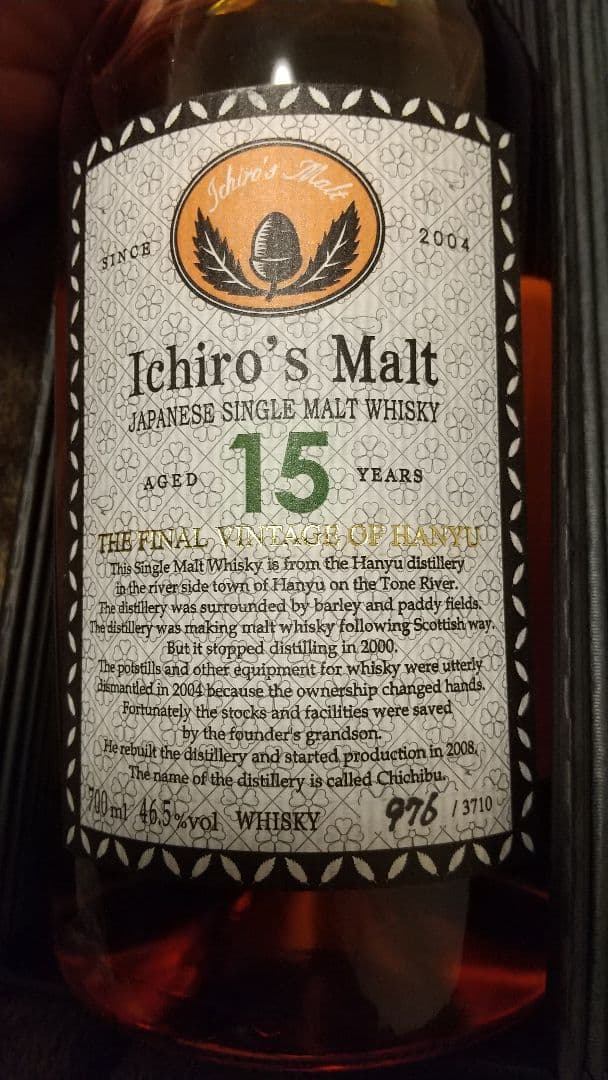 Ichiro's Malt
SINCE 2004
Ichiro's Malt
JAPANESE SINGLE MALT WHISKY
AGED 15 YEARS
THE FINAL VINTAGE OF HANYU
This Single Malt Whisky is from the Hanyu distillery
in the river side town of Hanyu on the Tone River.
The distillery was surrounded by barley and paddy fields.
The distillery was making malt whisky following Scottish way.
But it stopped distilling in 2000.
The potstills and other equipment for whisky were utterly
dismantled in 2004 because the ownership changed hands.
Fortunately the stocks and facilities were saved
by the founder's grandson.
He rebuilt the distillery and started production in 2008.
The name of the distillery is called Chichibu.
700ml 46.5%vol WHISKY 976 / 3710